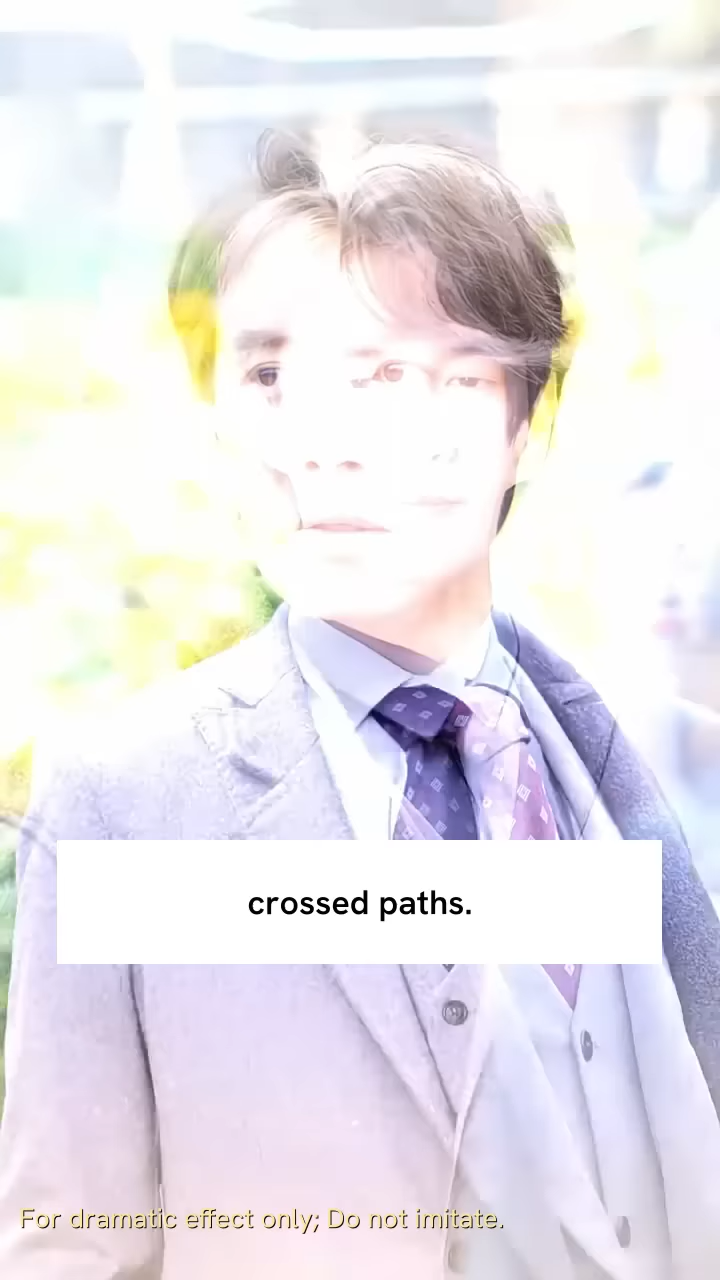 crossed paths.
For dramatic effect only; Do not imitate.